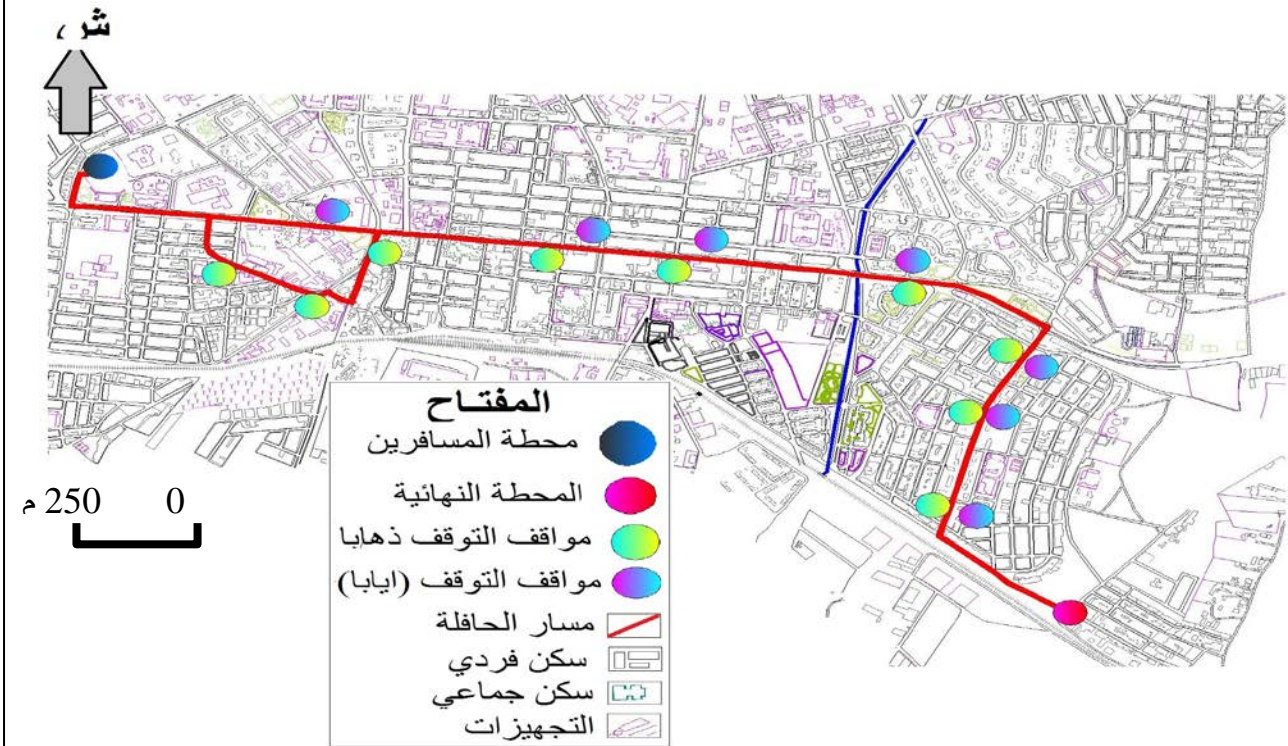 ش
المفتاح
محطة المسافرين
المحطة النهائية
مواقف التوقف ذهابا
مواقف التوقف (ايابا)
مسار الحافلة
سكن فردي
سكن جماعي
التجهيزات
0 250 م